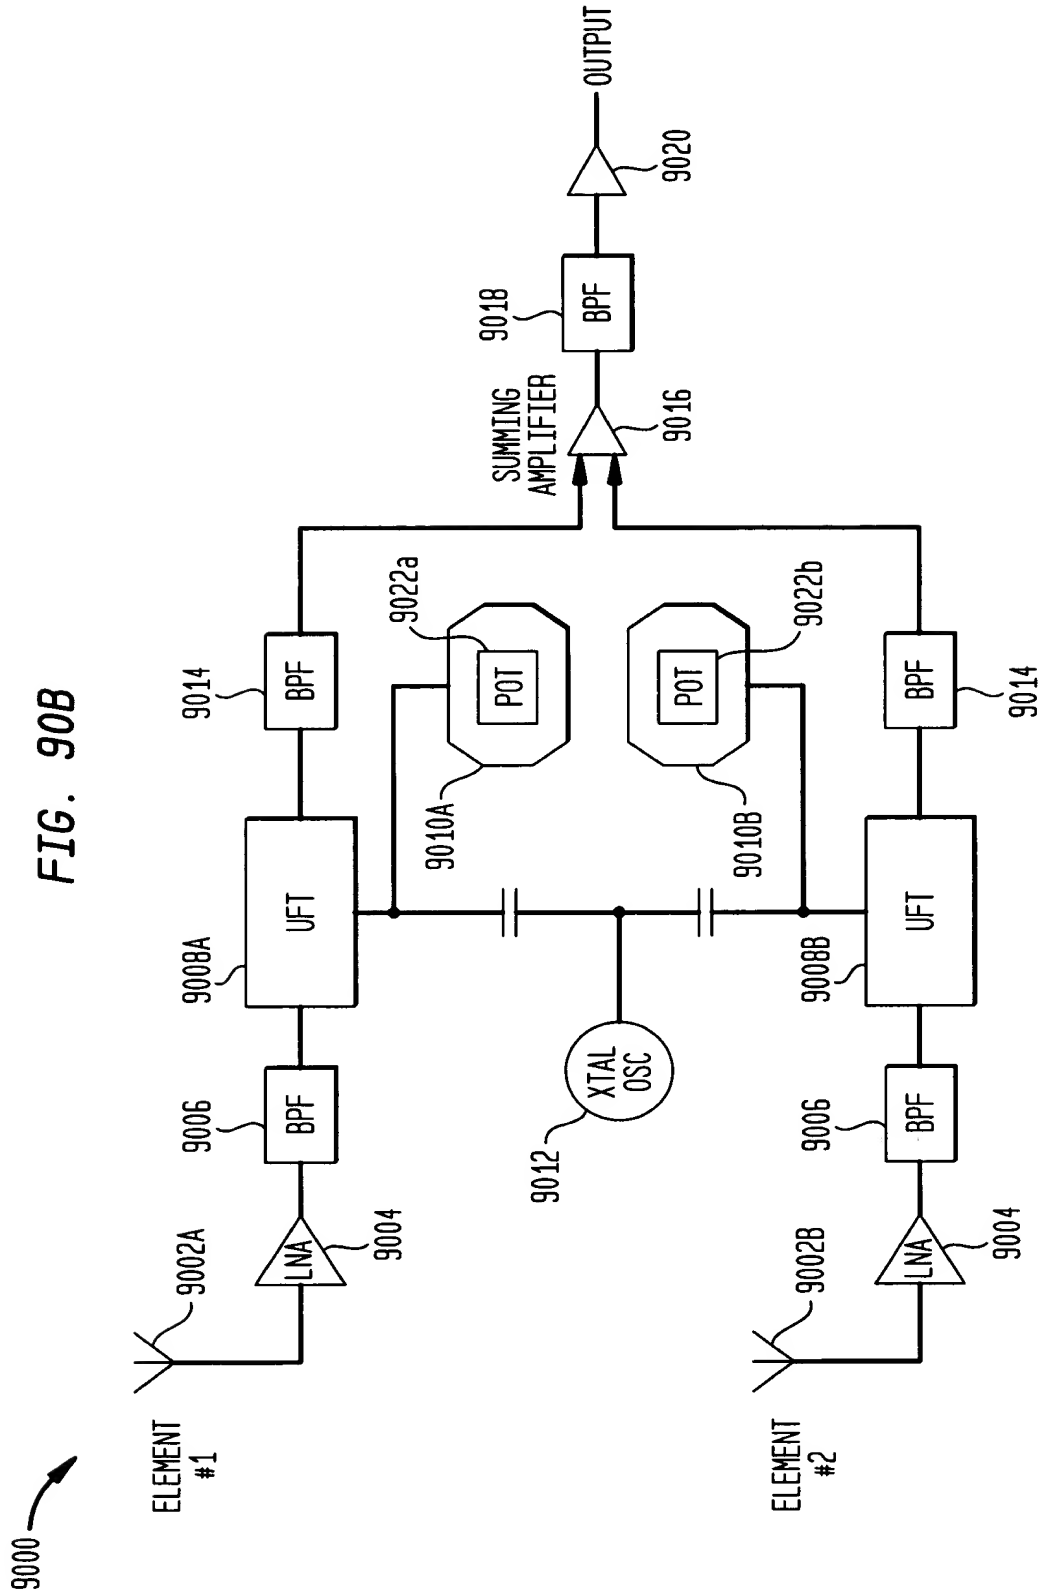 FIG. 90B
9000
ELEMENT
#1
9002A
LNA
9004
9006
BPF
9008A
UFT
9014
BPF
9010A
POT
9022a
9012
XTAL
OSC
SUMMING
AMPLIFIER
9016
9018
BPF
9020
OUTPUT
9010B
POT
9022b
ELEMENT
#2
9002B
LNA
9004
9006
BPF
9008B
UFT
BPF
9014